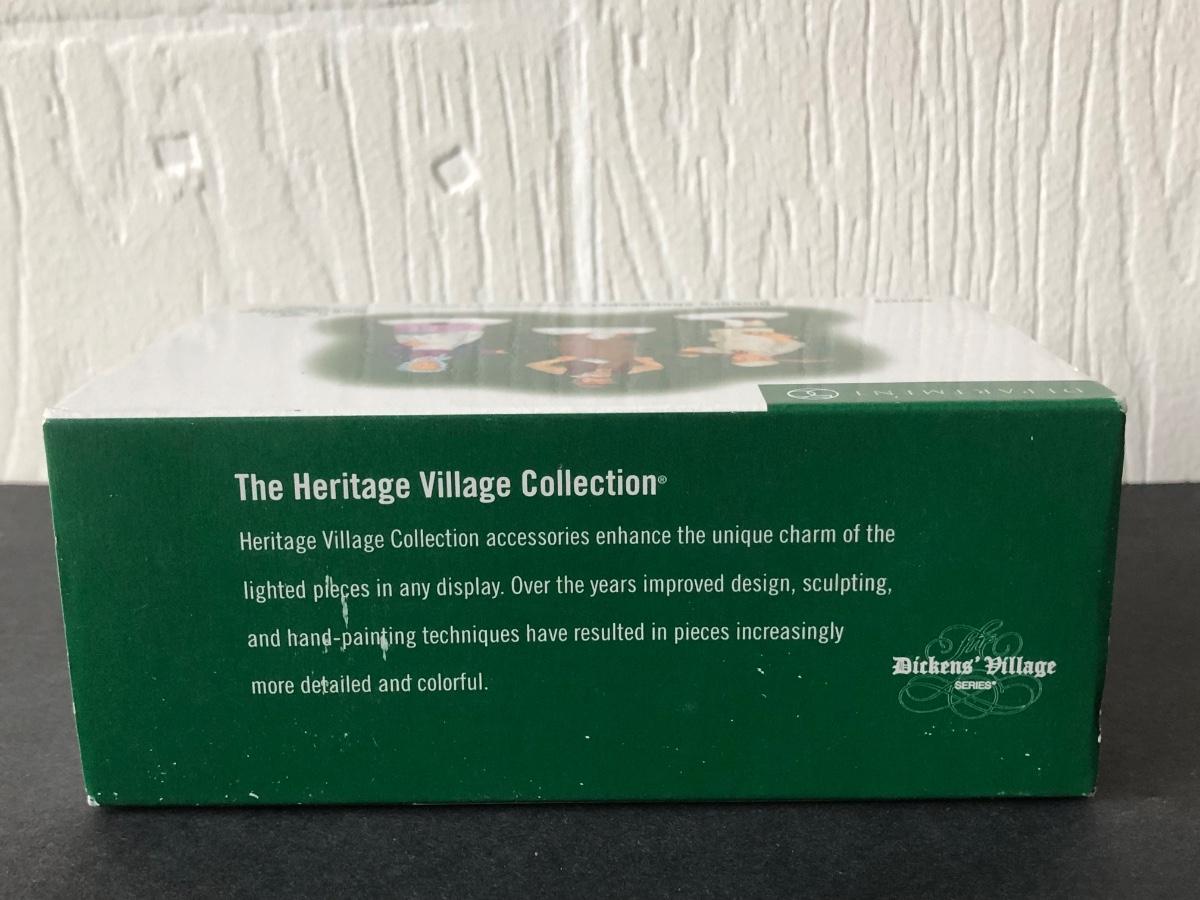 DEPARTMENT 56
The Heritage Village Collection®
Heritage Village Collection accessories enhance the unique charm of the
lighted pieces in any display. Over the years improved design, sculpting,
and hand-painting techniques have resulted in pieces increasingly
more detailed and colorful.
The
Dickens' Village
SERIES®